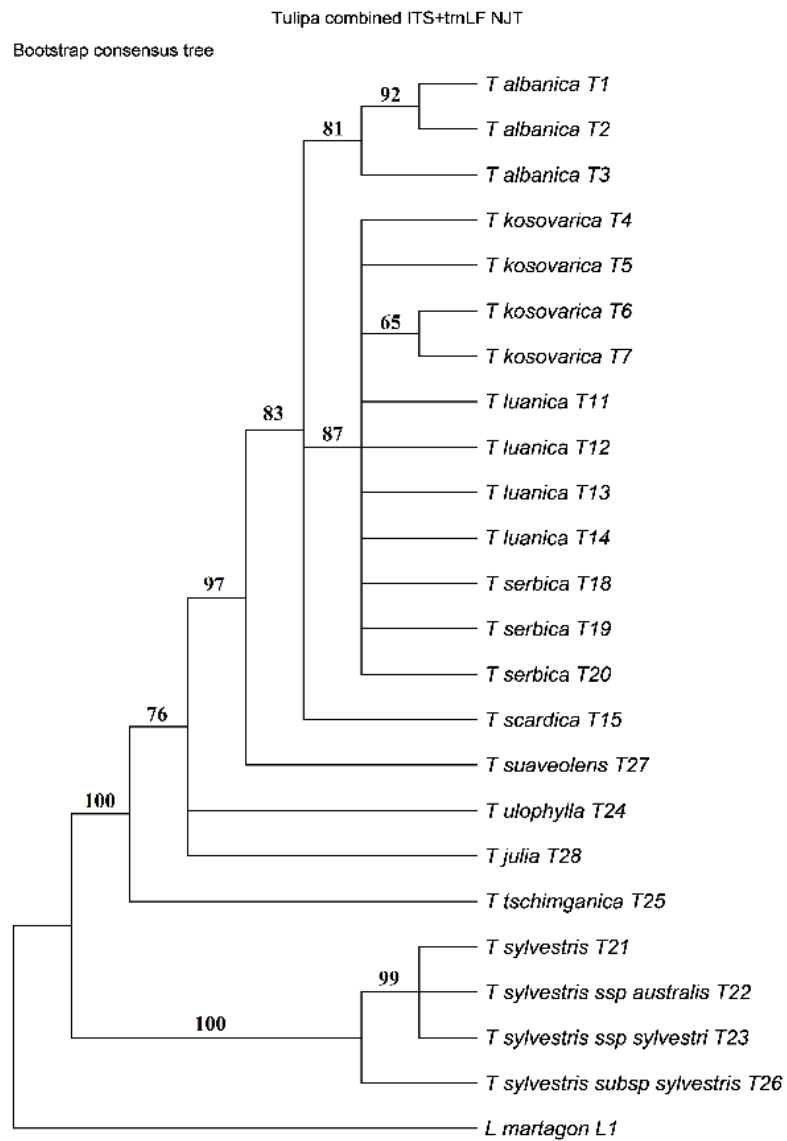 Tulipa combined ITS+trnLF NJT
Bootstrap consensus tree
92
T albanica T1
81
T albanica T2
T albanica T3
T kosovarica T4
T kosovarica T5
T kosovarica T6
65
T kosovarica T7
T luanica T11
83
87
T luanica T12
T luanica T13
T luanica T14
97
T serbica T18
T serbica T19
T serbica T20
76
T scardica T15
T suaveolens T27
100
T ulophylla T24
T julia T28
T tschimganica T25
T sylvestris T21
99
T sylvestris ssp australis T22
100
T sylvestris ssp sylvestri T23
T sylvestris subsp sylvestris T26
L martagon L1